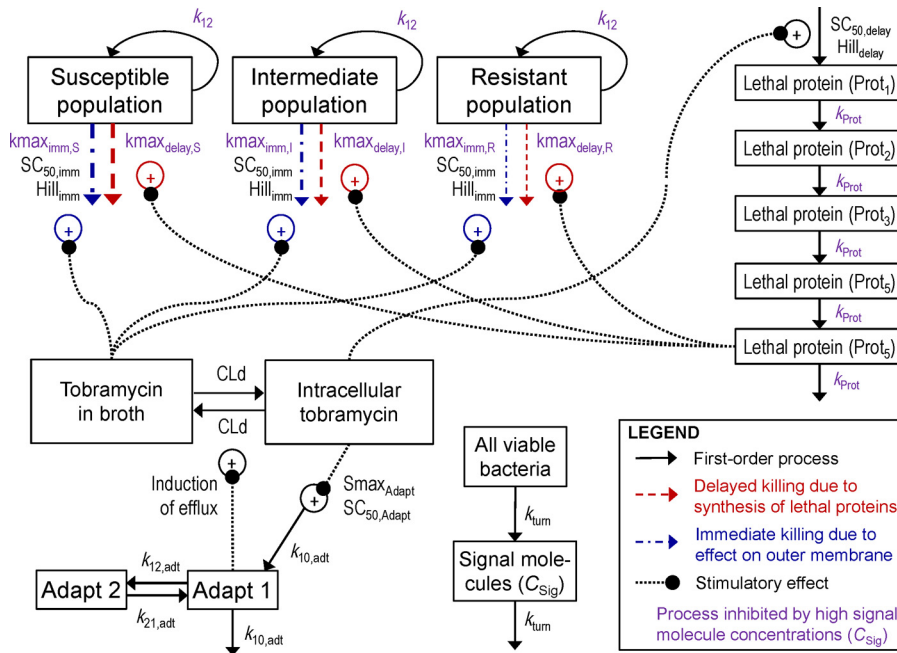 k12
k12
k12
+
SC50,delay
Hilldelay
Susceptible
population
Intermediate
population
Resistant
population
Lethal protein (Prot1)
kProt
Lethal protein (Prot2)
kProt
Lethal protein (Prot3)
kProt
Lethal protein (Prot5)
kProt
Lethal protein (Prot5)
kProt
kmaximm,S
SC50,imm
Hillimm
kmaxdelay,S
+
+
kmaximm,I
SC50,imm
Hillimm
kmaxdelay,I
+
+
kmaximm,R
SC50,imm
Hillimm
kmaxdelay,R
+
+
Tobramycin
in broth
CLd
CLd
Intracellular
tobramycin
+
Induction
of efflux
+
SmaxAdapt
SC50,Adapt
k10,adt
Adapt 2
k12,adt
k21,adt
Adapt 1
k10,adt
All viable
bacteria
kturn
Signal mole-
cules (CSig)
kturn
LEGEND
First-order process
Delayed killing due to
synthesis of lethal proteins
Immediate killing due to
effect on outer membrane
Stimulatory effect
Process inhibited by high signal
molecule concentrations (CSig)